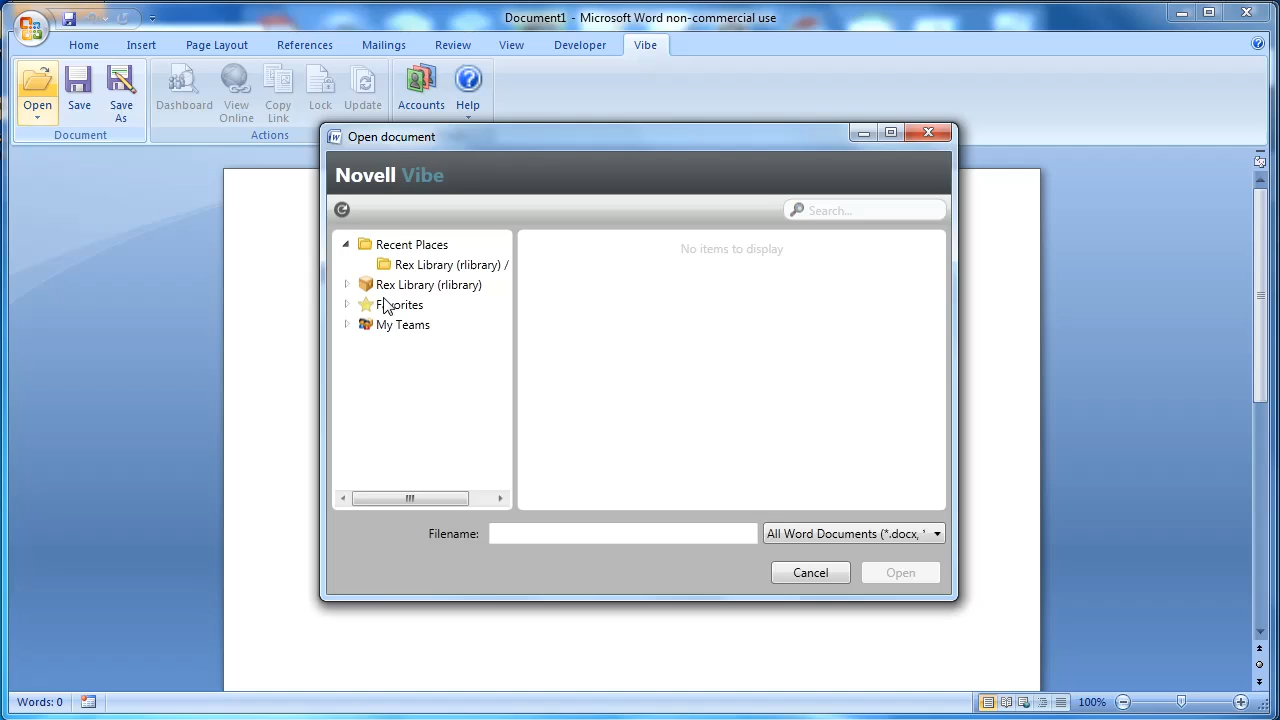 Document1 - Microsoft Word non-commercial use
Home Insert Page Layout References Mailings Review View Developer Vibe
Open Save Save As Dashboard View Online Copy Link Lock Update Accounts Help
Document Actions
Open document
Novell Vibe
Search...
Recent Places
Rex Library (rlibrary) /
Rex Library (rlibrary)
Favorites
My Teams
No items to display
Filename: All Word Documents (*.docx, *
Cancel Open
Words: 0 100%